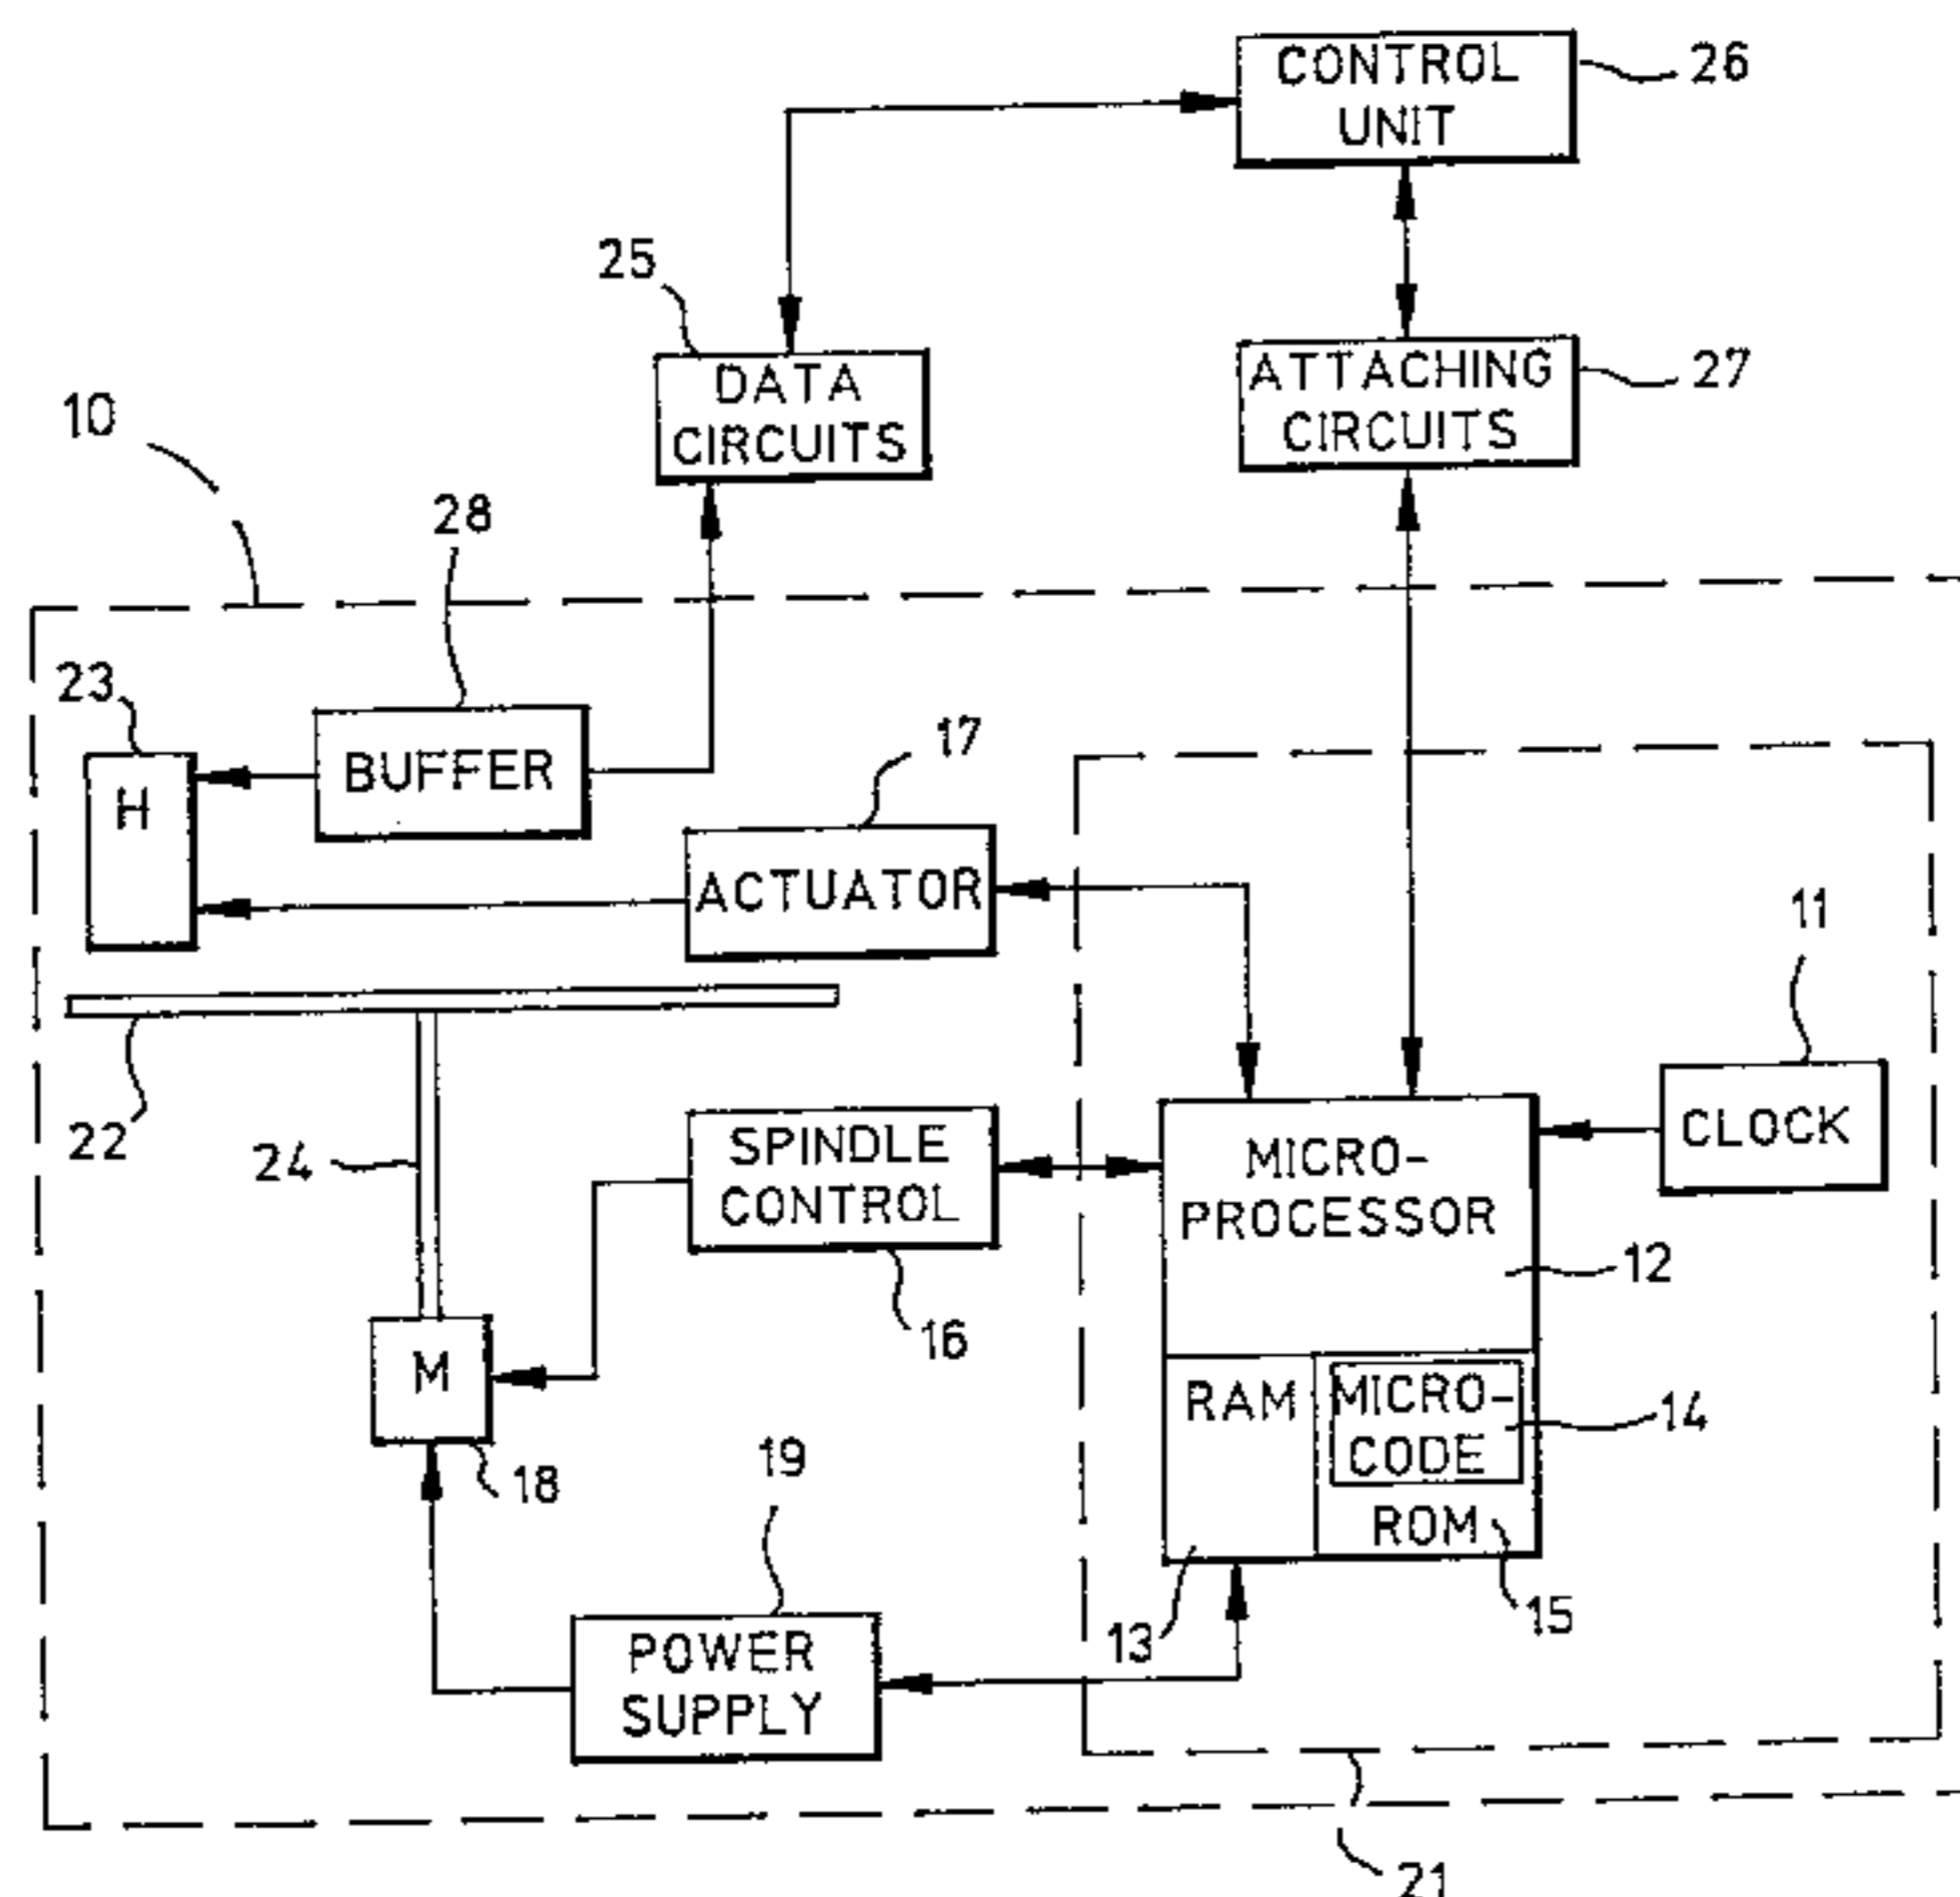 CONTROL
UNIT
26
25
DATA
CIRCUITS
ATTACHING
CIRCUITS
27
10
28
23
H
BUFFER
17
ACTUATOR
11
CLOCK
22
24
SPINDLE
CONTROL
16
MICRO-
PROCESSOR
12
M
18
RAM
MICRO-
CODE
14
ROM
19
13
15
POWER
SUPPLY
21